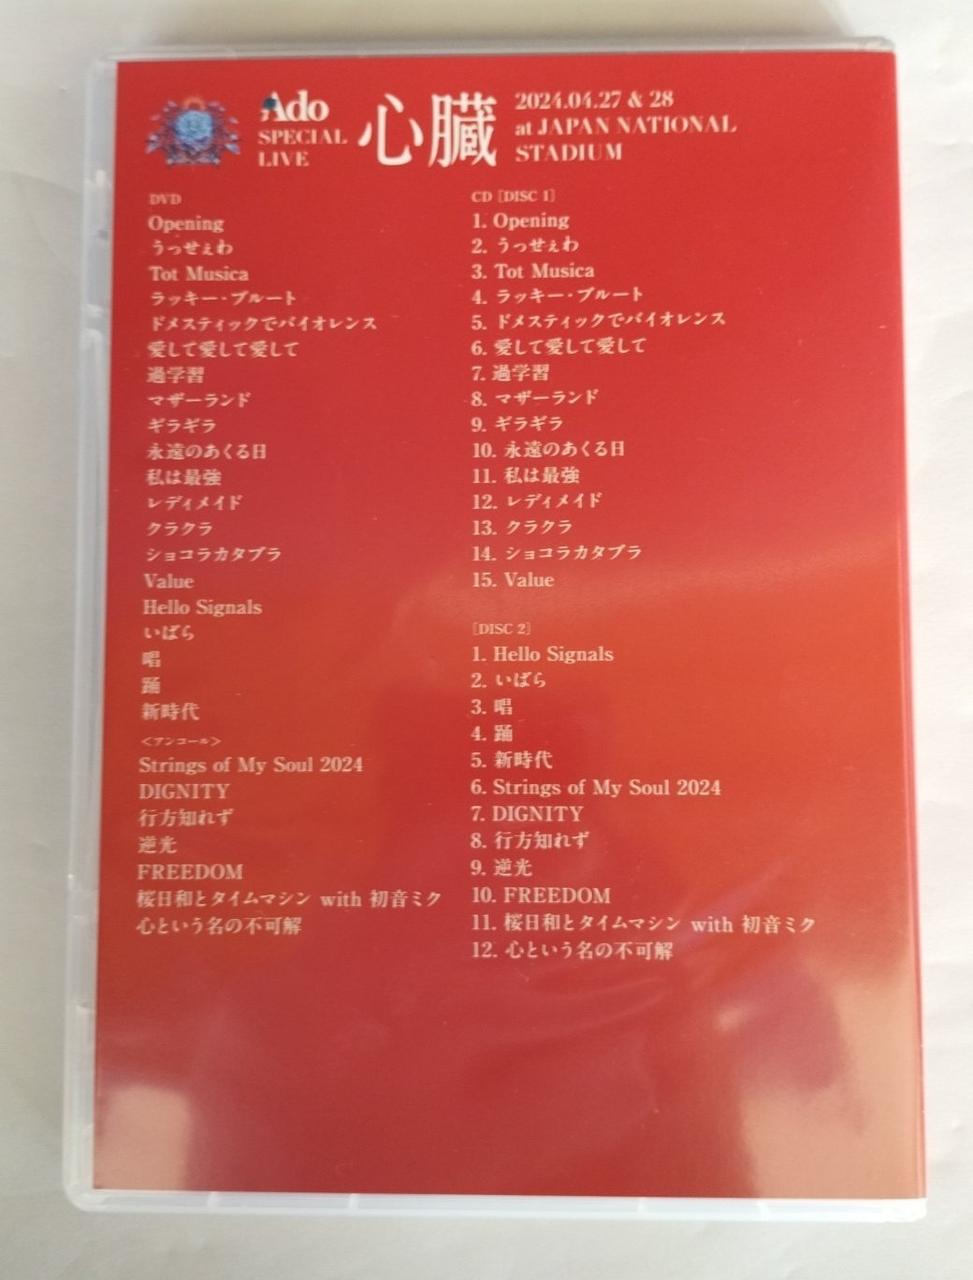 Ado
SPECIAL
LIVE
心臓
2024.04.27 & 28
at JAPAN NATIONAL
STADIUM
DVD
Opening
うっせぇわ
Tot Musica
ラッキー・ブルート
ドメスティックでバイオレンス
愛して愛して愛して
過学習
マザーランド
ギラギラ
永遠のあくる日
私は最強
レディメイド
クラクラ
ショコラカタブラ
Value
Hello Signals
いばら
唱
踊
新時代
<アンコール>
Strings of My Soul 2024
DIGNITY
行方知れず
逆光
FREEDOM
桜日和とタイムマシン with 初音ミク
心という名の不可解
CD [DISC 1]
1. Opening
2. うっせぇわ
3. Tot Musica
4. ラッキー・ブルート
5. ドメスティックでバイオレンス
6. 愛して愛して愛して
7. 過学習
8. マザーランド
9. ギラギラ
10. 永遠のあくる日
11. 私は最強
12. レディメイド
13. クラクラ
14. ショコラカタブラ
15. Value
[DISC 2]
1. Hello Signals
2. いばら
3. 唱
4. 踊
5. 新時代
6. Strings of My Soul 2024
7. DIGNITY
8. 行方知れず
9. 逆光
10. FREEDOM
11. 桜日和とタイムマシン with 初音ミク
12. 心という名の不可解